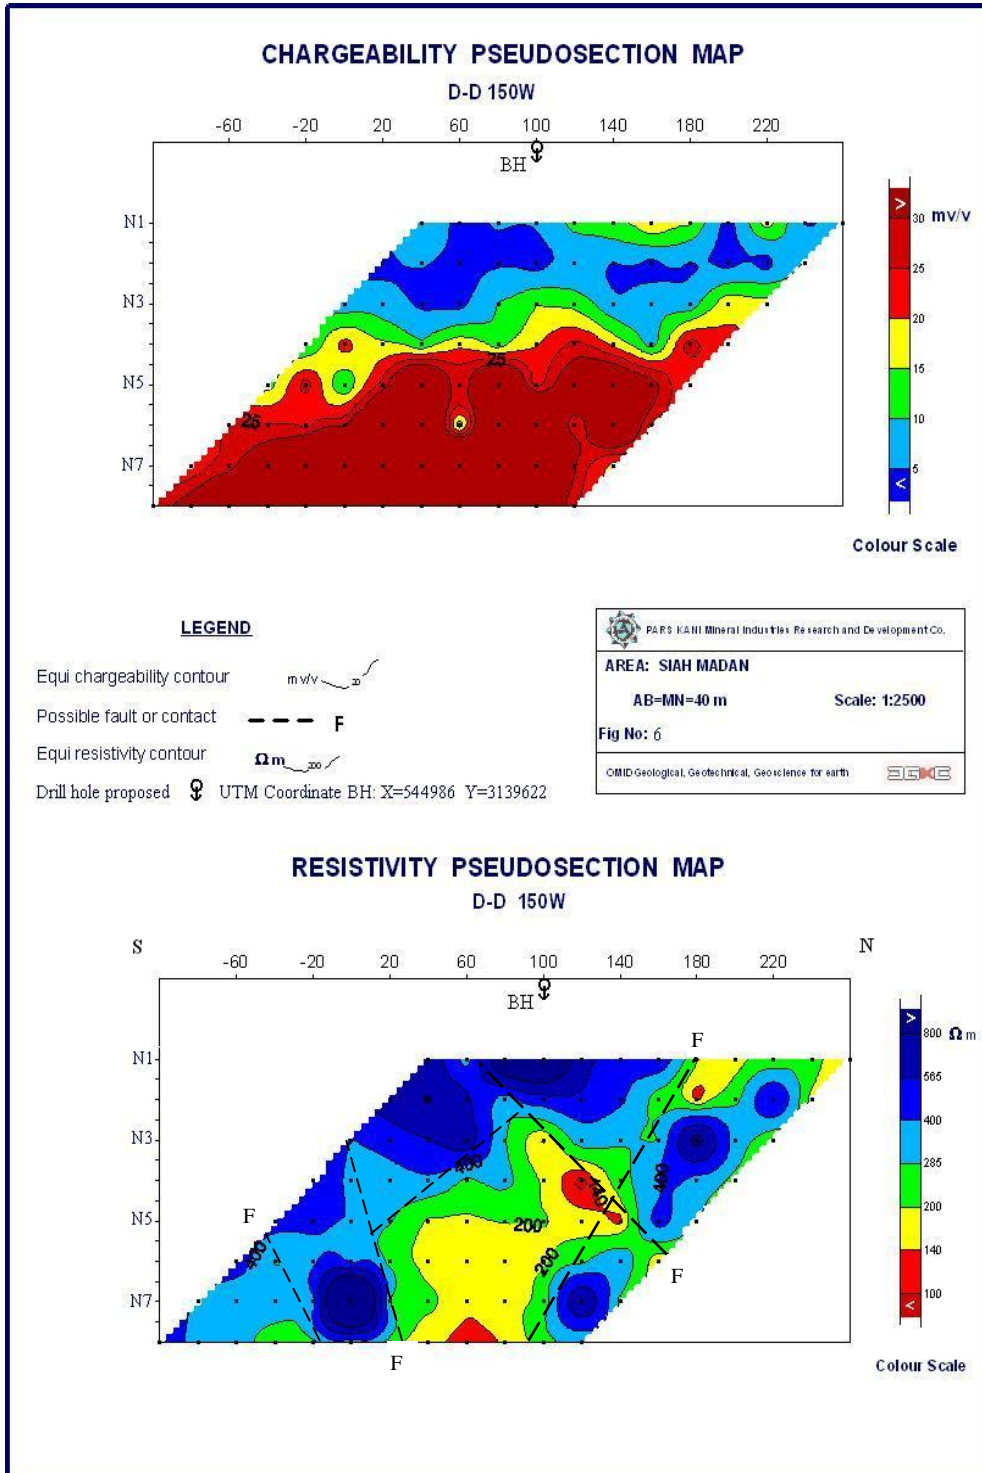 CHARGEABILITY PSEUDOSECTION MAP
D-D 150W
-60 -20 20 60 100 140 180 220
BH
N1
N3
N5
N7
25
25
> 30 mv/v
25
20
15
10
5
<
Colour Scale
LEGEND
Equi chargeability contour mv/v 20
Possible fault or contact F
Equi resistivity contour Ωm 200
Drill hole proposed UTM Coordinate BH: X=544986 Y=3139622
PARS KANI Mineral Industries Research and Development Co.
AREA: SIAH MADAN
AB=MN=40 m Scale: 1:2500
Fig No: 6
OMID Geological, Geotechnical, Geoscience for earth
RESISTIVITY PSEUDOSECTION MAP
D-D 150W
S N
-60 -20 20 60 100 140 180 220
BH
F
N1
N3
N5
N7
400
400
140
200
F
400
200
F
F
> 800 Ωm
565
400
285
200
140
100
<
Colour Scale